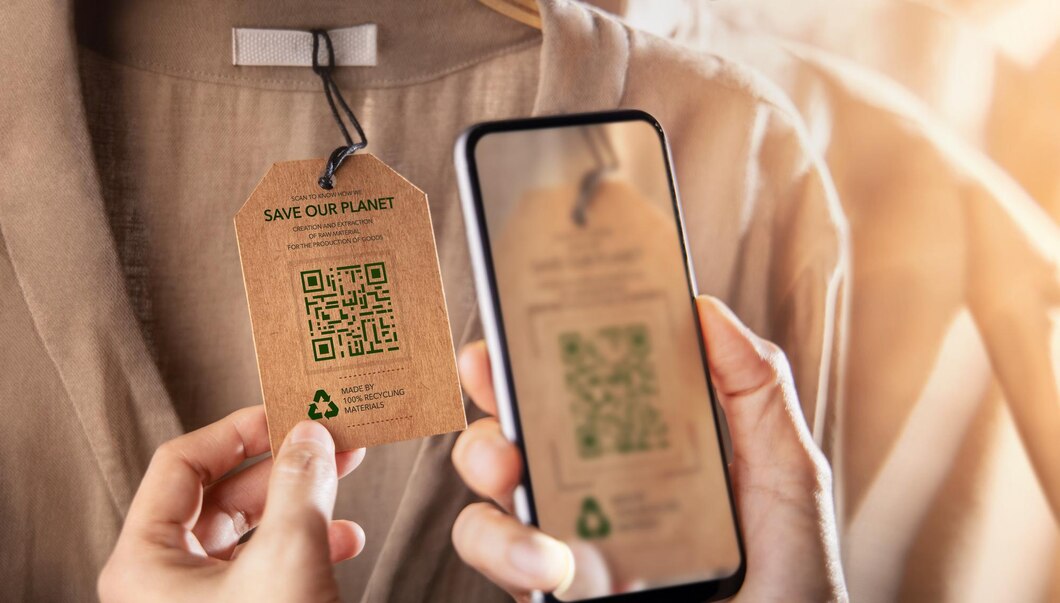 SCAN TO KNOW HOW WE
SAVE OUR PLANET
CREATION AND EXTRACTION
OF RAW MATERIAL
FOR THE PRODUCTION OF GOODS
MADE BY
100% RECYCLING
MATERIALS